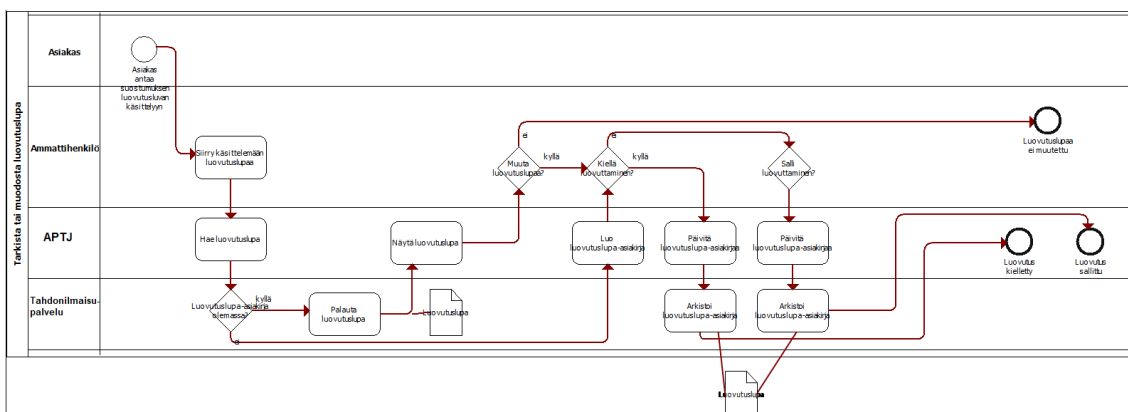 Tarkista tai muodosta luovutuslupa
Asiakas
Asiakas
antaa
suostumuksen
luovutusluvan
käsittelyyn
Ammattihenkilö
Siirry käsittelemään
luovutuslupaa
Muuta
luovutuslupaa?
ei
kyllä
Kiellä
luovuttaminen?
ei
kyllä
Salli
luovuttaminen?
Luovutuslupaa
ei muutettu
APTJ
Hae luovutuslupa
Näytä luovutuslupa
Luo
luovutuslupa-asiakirja
Päivitä
luovutuslupa-asiakirjaa
Päivitä
luovutuslupa-asiakirjaa
Luovutus
kielletty
Luovutus
sallittu
Tahdonilmaisu-
palvelu
Luovutuslupa-asiakirja
olemassa?
kyllä
ei
Palauta
luovutuslupa
Luovutuslupa
Arkistoi
luovutuslupa-asiakirja
Arkistoi
luovutuslupa-asiakirja
Luovutuslupa